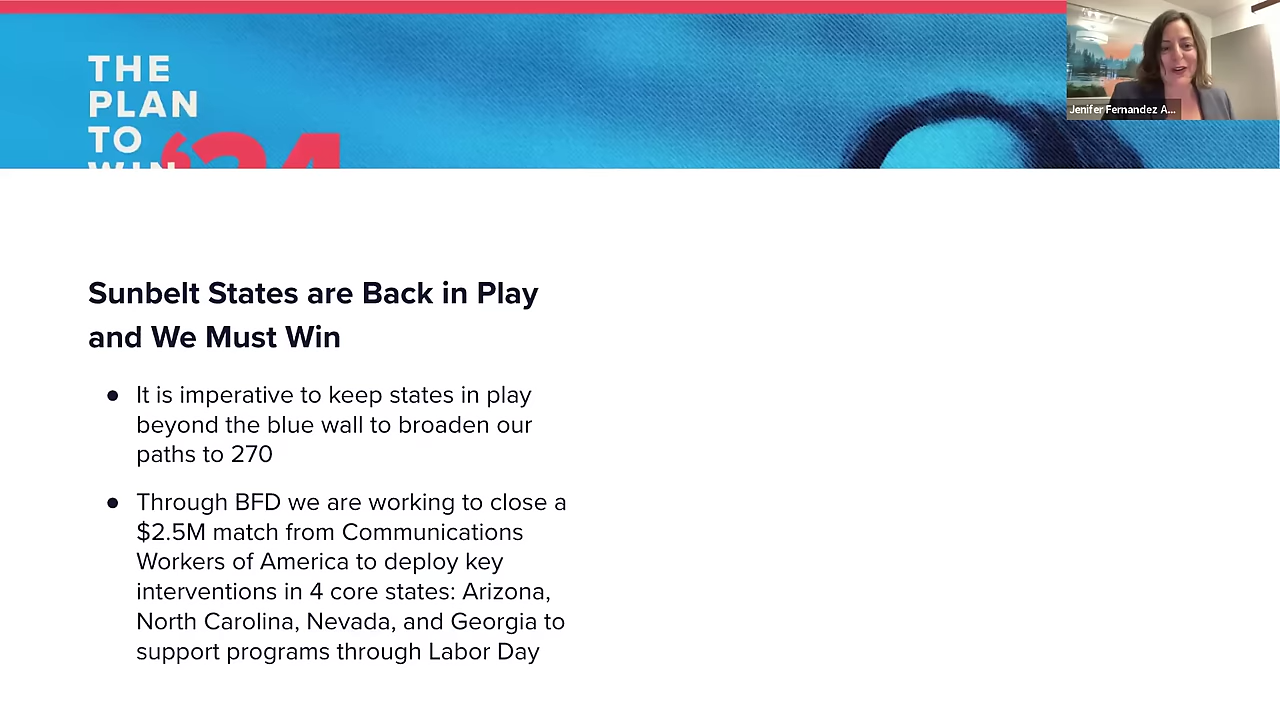 THE
PLAN
TO
WIN '24
Jenifer Fernandez A...
Sunbelt States are Back in Play
and We Must Win
● It is imperative to keep states in play
beyond the blue wall to broaden our
paths to 270
● Through BFD we are working to close a
$2.5M match from Communications
Workers of America to deploy key
interventions in 4 core states: Arizona,
North Carolina, Nevada, and Georgia to
support programs through Labor Day